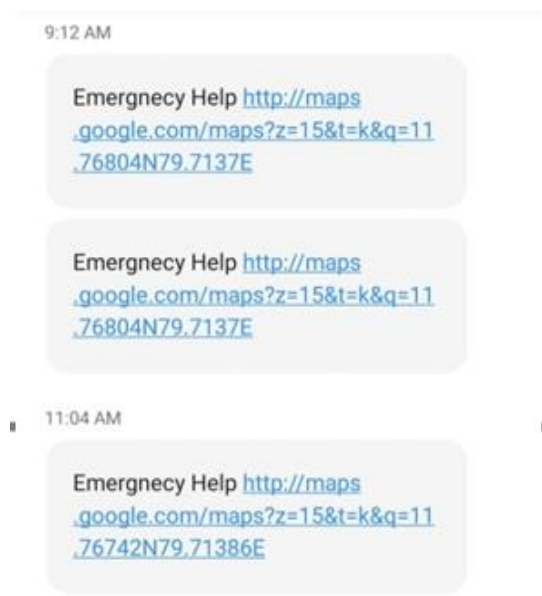 9:12 AM
Emergnecy Help http://maps
.google.com/maps?z=15&t=k&q=11
.76804N79.7137E
Emergnecy Help http://maps
.google.com/maps?z=15&t=k&q=11
.76804N79.7137E
11:04 AM
Emergnecy Help http://maps
.google.com/maps?z=15&t=k&q=11
.76742N79.71386E